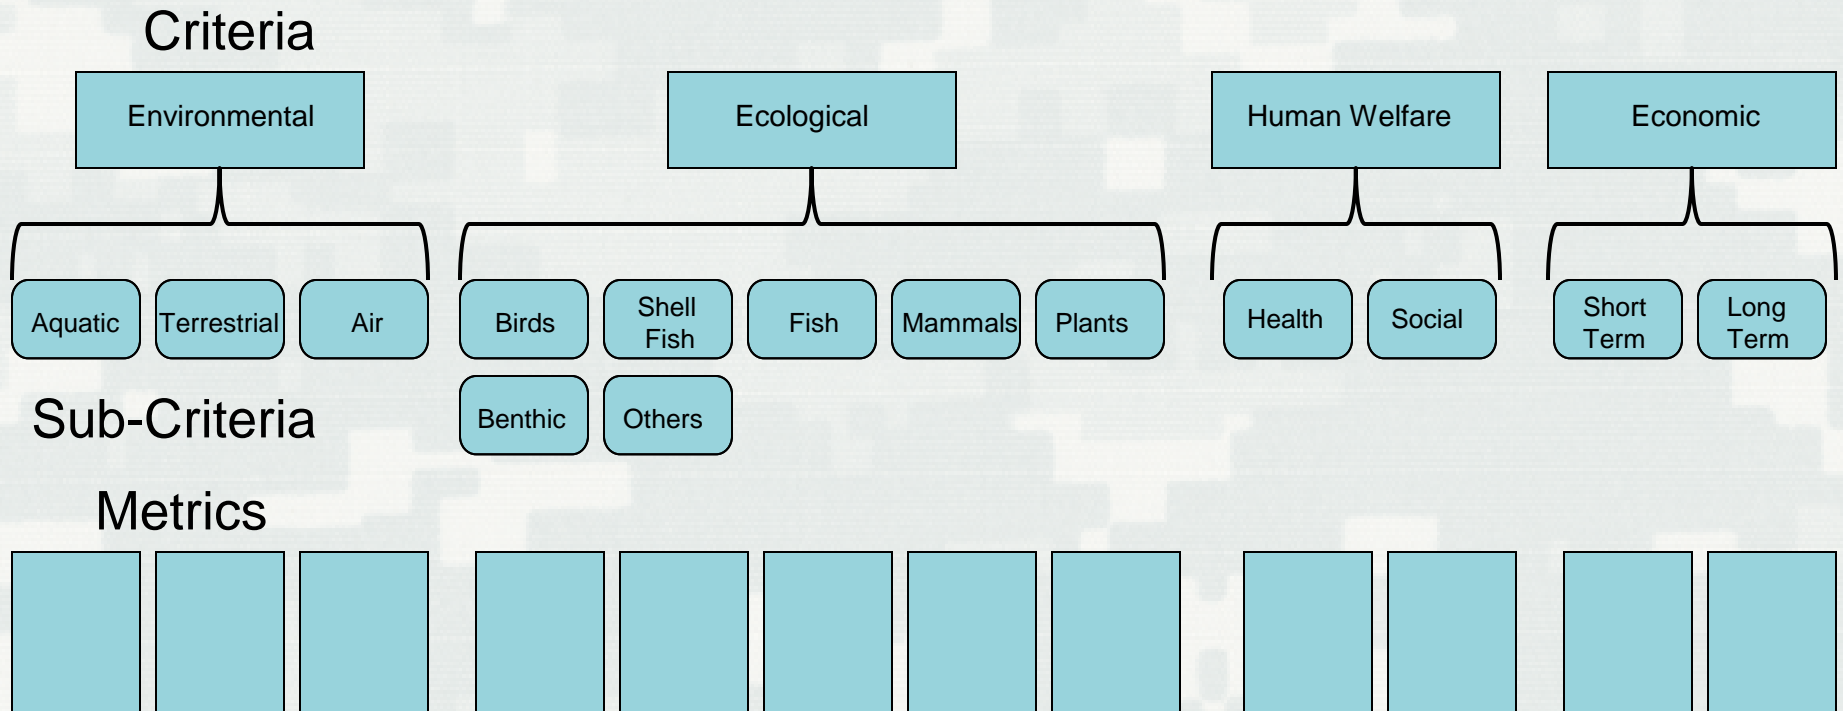 Criteria
Environmental
Ecological
Human Welfare
Economic
Aquatic
Terrestrial
Air
Birds
Shell
Fish
Fish
Mammals
Plants
Health
Social
Short
Term
Long
Term
Benthic
Others
Sub-Criteria
Metrics